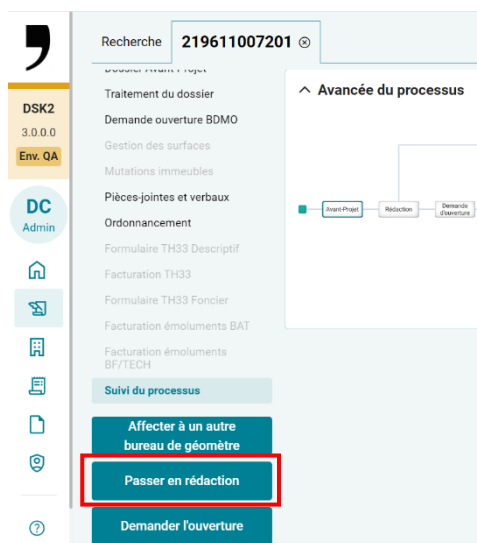 Recherche
219611007201
Dossier Avant-Projet
Traitement du dossier
Avancée du processus
DSK2
3.0.0.0
Env. QA
Demande ouverture BDMO
Gestion des surfaces
Mutations immeubles
Pièces-jointes et verbaux
DC
Admin
Ordonnancement
Avant-Projet
Rédaction
Demande
d'ouverture
Formulaire TH33 Descriptif
Facturation TH33
Formulaire TH33 Foncier
Facturation émoluments BAT
Facturation émoluments
BF/TECH
Suivi du processus
Affecter à un autre
bureau de géomètre
Passer en rédaction
Demander l'ouverture